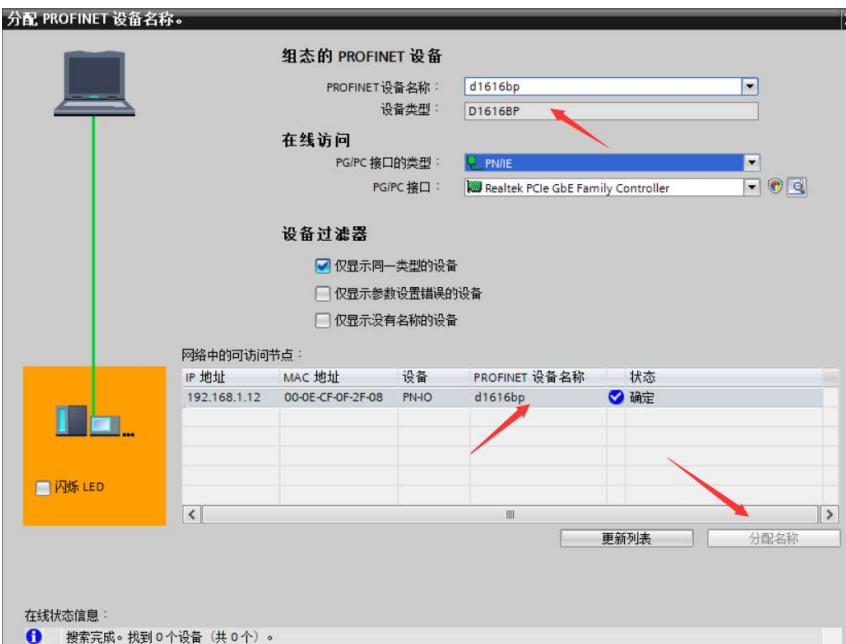 分配 PROFINET 设备名称。
组态的 PROFINET 设备
PROFINET设备名称： d1616bp
设备类型： D1616BP
在线访问
PG/PC 接口的类型： PN/IE
PG/PC 接口： Realtek PCIe GbE Family Controller
设备过滤器
仅显示同一类型的设备
仅显示参数设置错误的设备
仅显示没有名称的设备
网络中的可访问节点：
IP 地址 MAC 地址 设备 PROFINET 设备名称 状态
192.168.1.12 00-0E-CF-0F-2F-08 PN-IO d1616bp 确定
...
闪烁 LED
更新列表 分配名称
在线状态信息：
搜索完成。找到 0 个设备（共 0 个）。